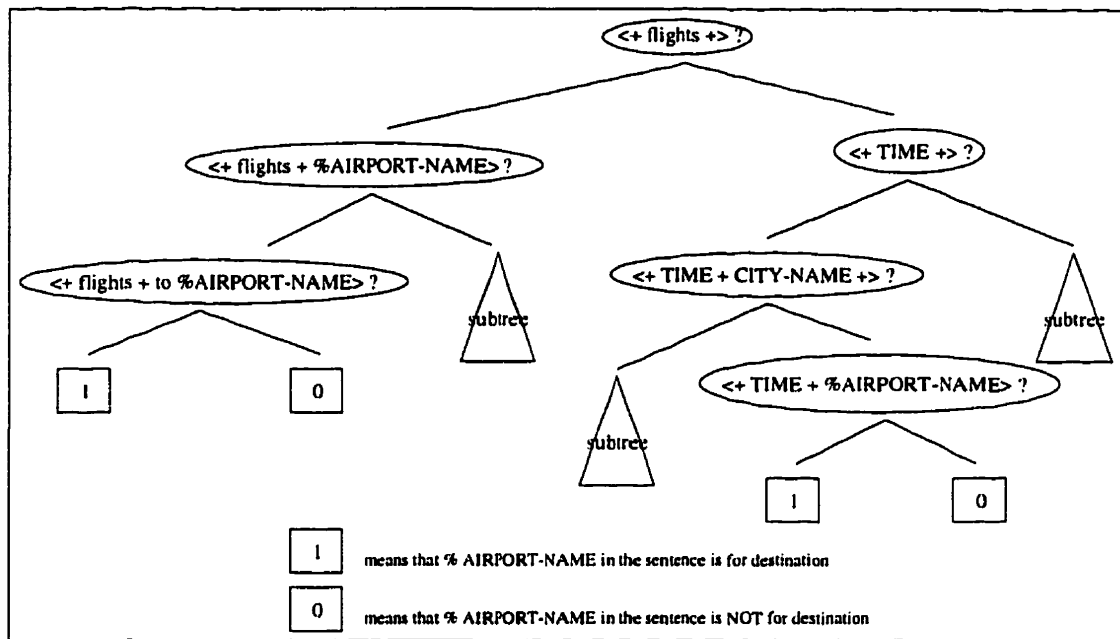 <+ flights +> ?
<+ flights + %AIRPORT-NAME> ?
<+ TIME +> ?
<+ flights + to %AIRPORT-NAME> ?
subtree
<+ TIME + CITY-NAME +> ?
subtree
1
0
subtree
<+ TIME + %AIRPORT-NAME> ?
1
0
1 means that % AIRPORT-NAME in the sentence is for destination
0 means that % AIRPORT-NAME in the sentence is NOT for destination